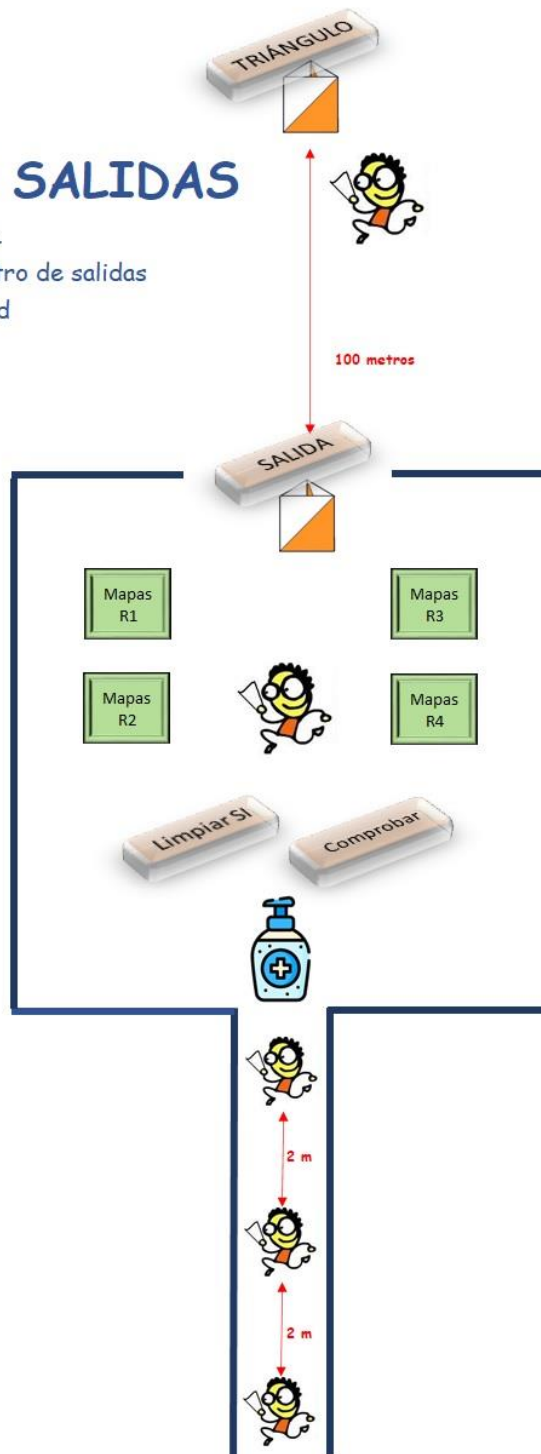 TRIÁNGULO
SALIDAS
tro de salidas
d
100 metros
SALIDA
Mapas
R1
Mapas
R3
Mapas
R2
Mapas
R4
Limpiar SI
Comprobar
2 m
2 m